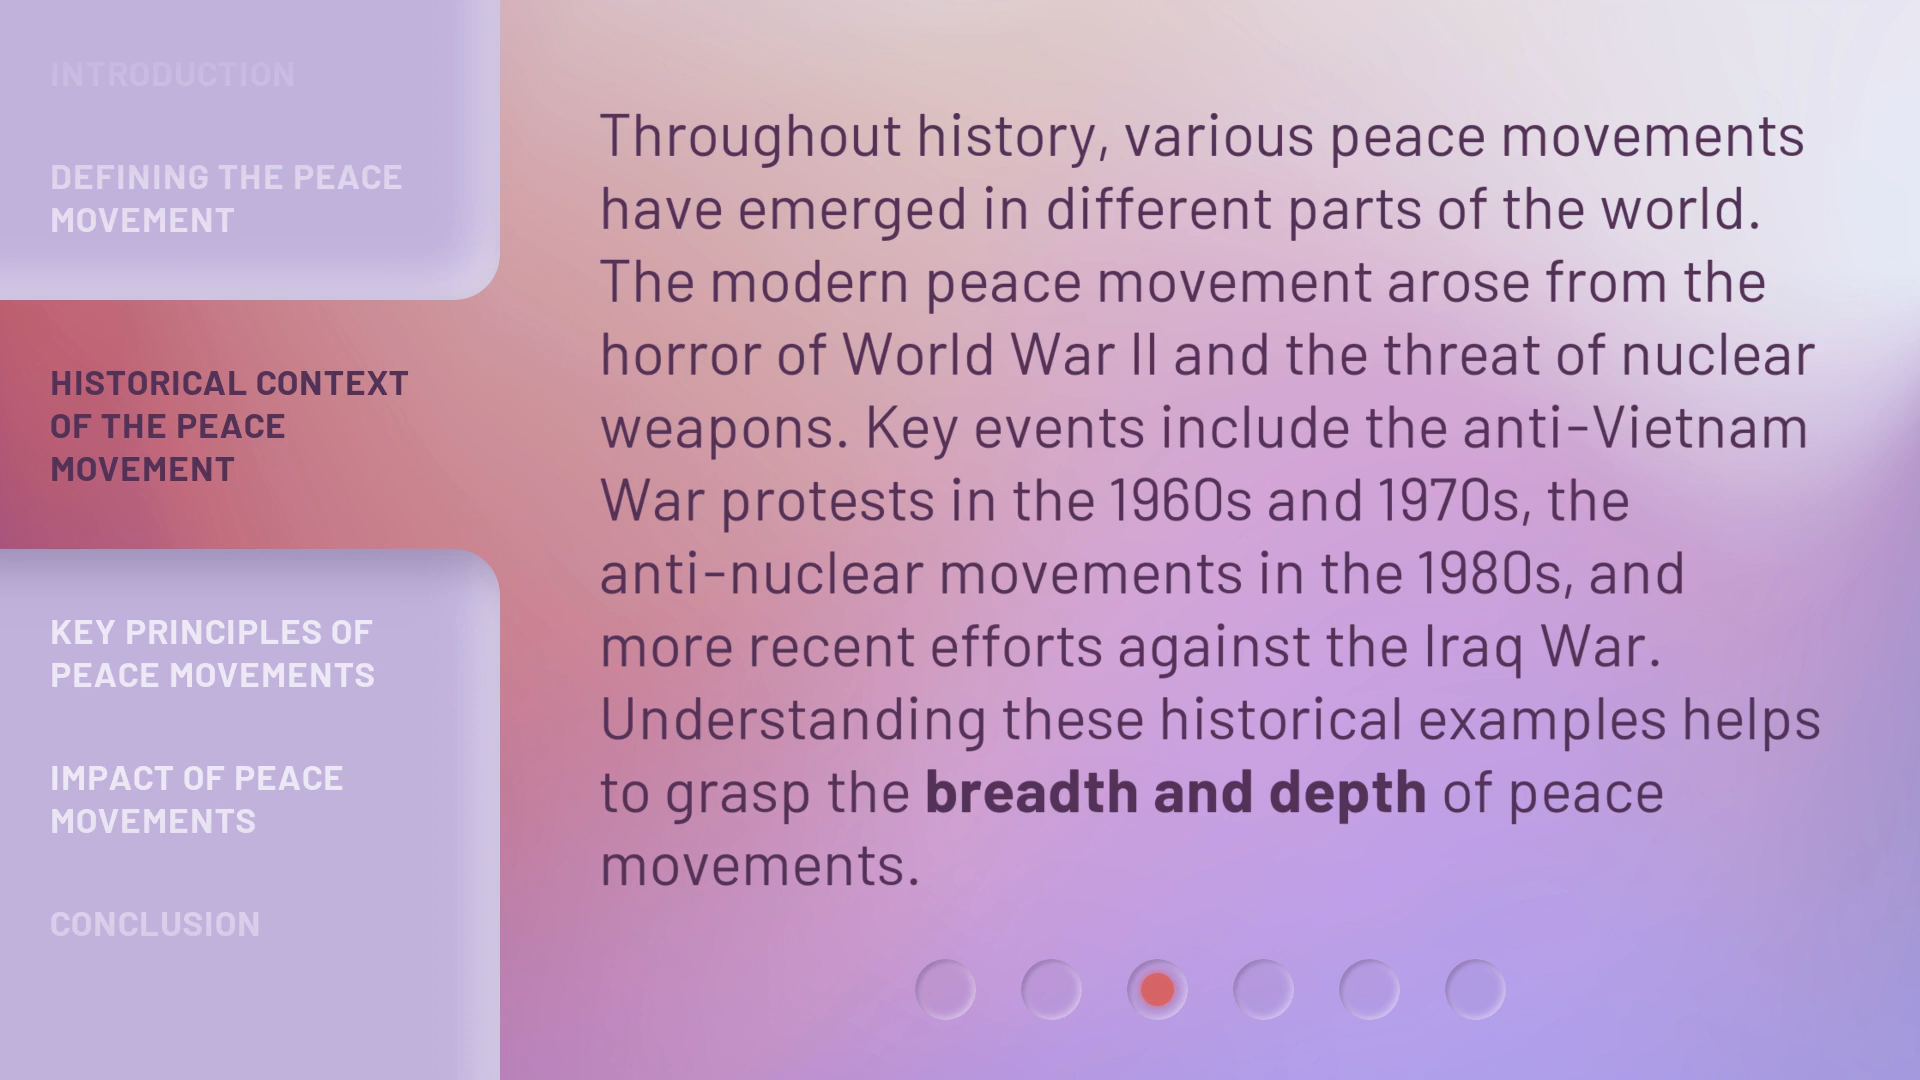 INTRODUCTION
DEFINING THE PEACE
MOVEMENT
HISTORICAL CONTEXT
OF THE PEACE
MOVEMENT
KEY PRINCIPLES OF
PEACE MOVEMENTS
IMPACT OF PEACE
MOVEMENTS
CONCLUSION
Throughout history, various peace movements
have emerged in different parts of the world.
The modern peace movement arose from the
horror of World War II and the threat of nuclear
weapons. Key events include the anti-Vietnam
War protests in the 1960s and 1970s, the
anti-nuclear movements in the 1980s, and
more recent efforts against the Iraq War.
Understanding these historical examples helps
to grasp the breadth and depth of peace
movements.